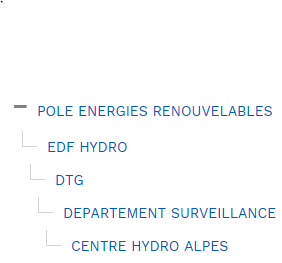 POLE ENERGIES RENOUVELABLES
EDF HYDRO
DTG
DEPARTEMENT SURVEILLANCE
CENTRE HYDRO ALPES